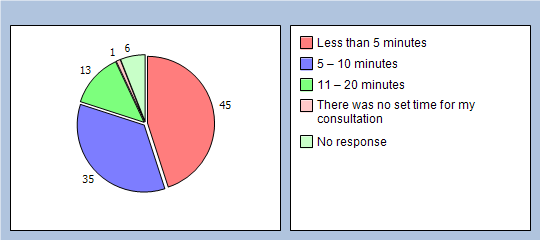 6
1
13
45
35
Less than 5 minutes
5 – 10 minutes
11 – 20 minutes
There was no set time for my
consultation
No response